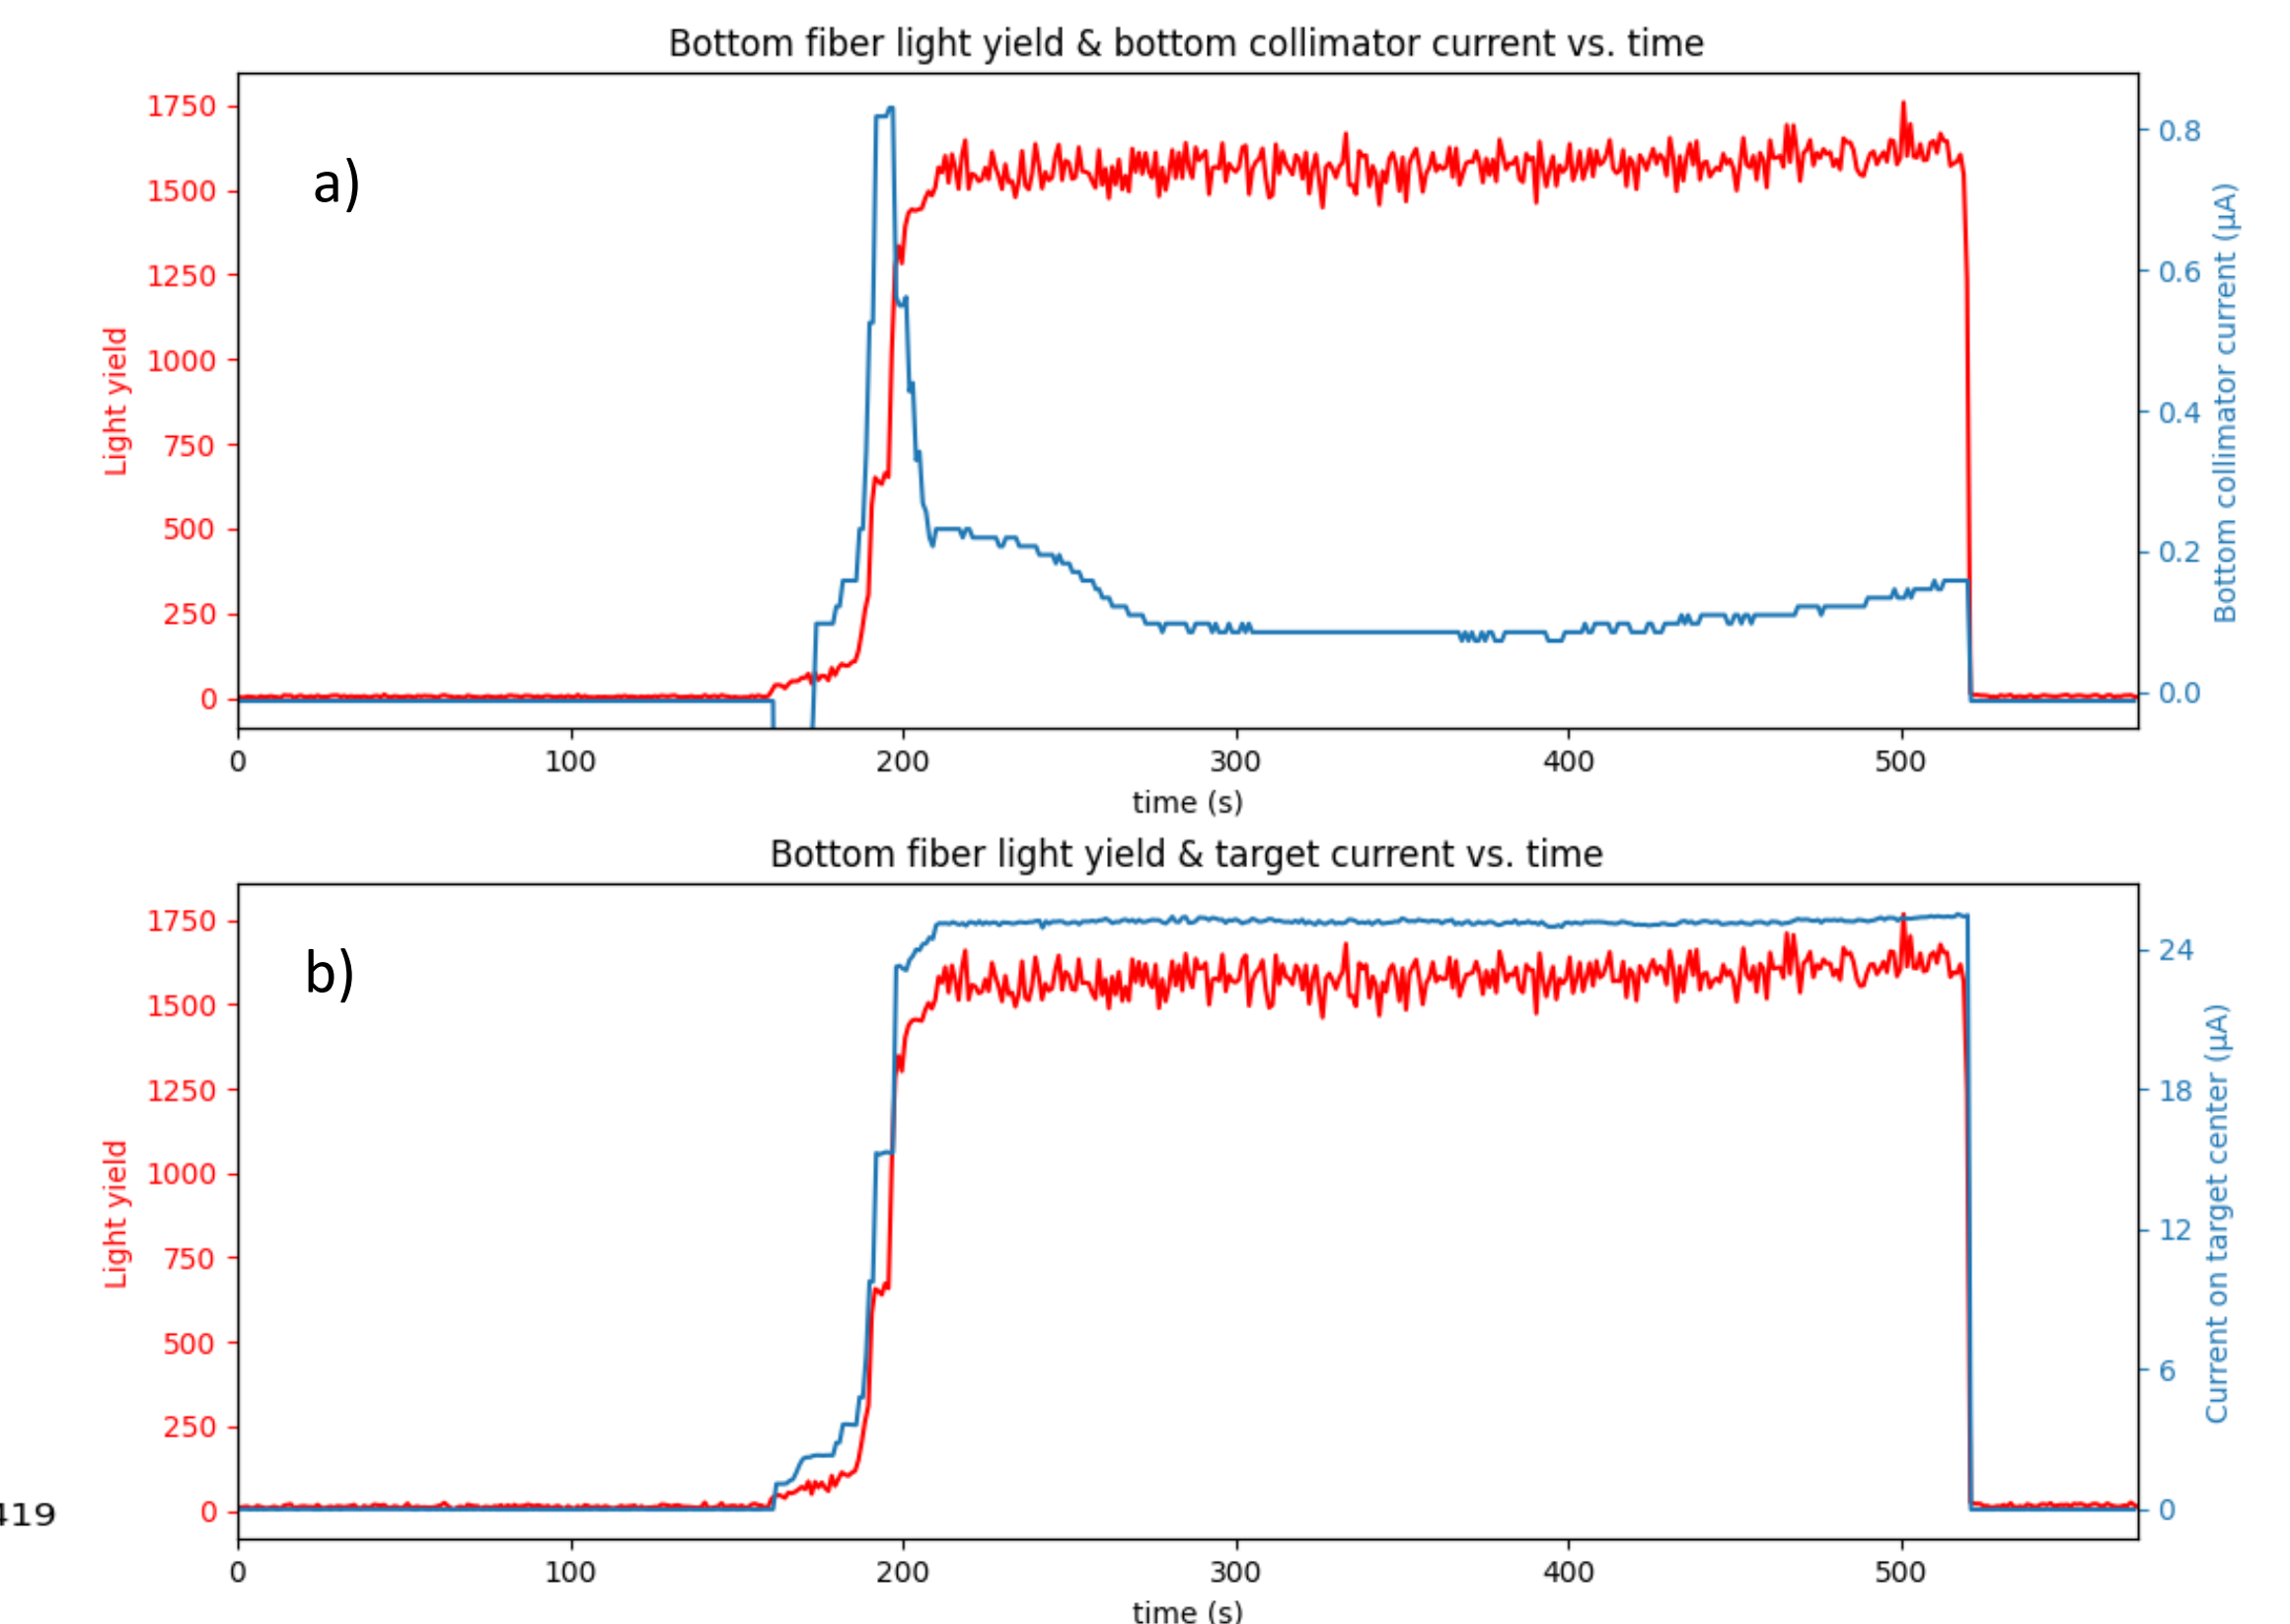 Bottom fiber light yield & bottom collimator current vs. time
a)
1750
1500
1250
1000
750
500
250
0
Light yield
0.8
0.6
0.4
0.2
0.0
Bottom collimator current (µA)
0 100 200 300 400 500
time (s)
Bottom fiber light yield & target current vs. time
b)
1750
1500
1250
1000
750
500
250
0
Light yield
24
18
12
6
0
Current on target center (µA)
419
0 100 200 300 400 500
time (s)